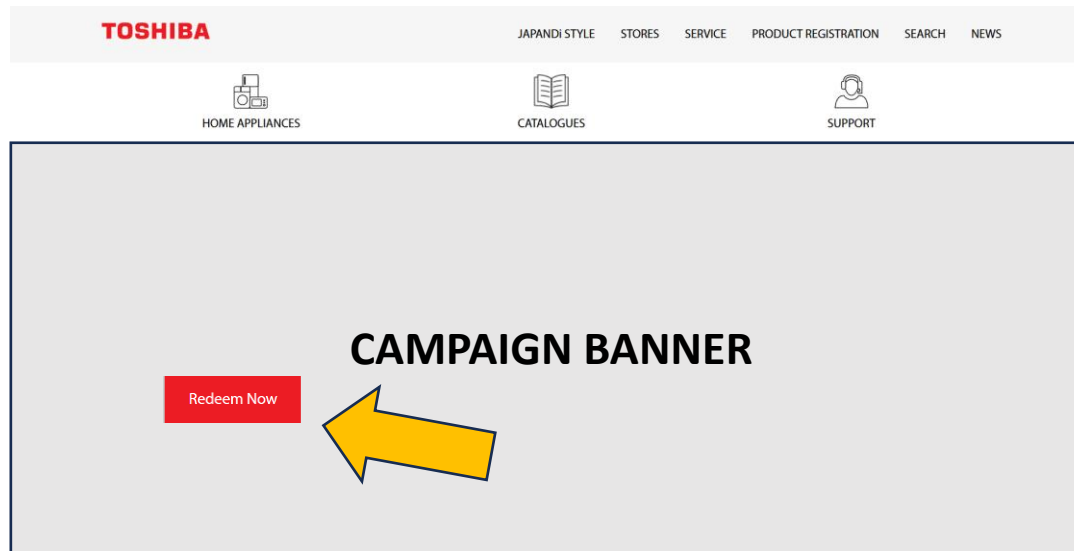 TOSHIBA
JAPANDi STYLE STORES SERVICE PRODUCT REGISTRATION SEARCH NEWS
HOME APPLIANCES CATALOGUES SUPPORT
CAMPAIGN BANNER
Redeem Now